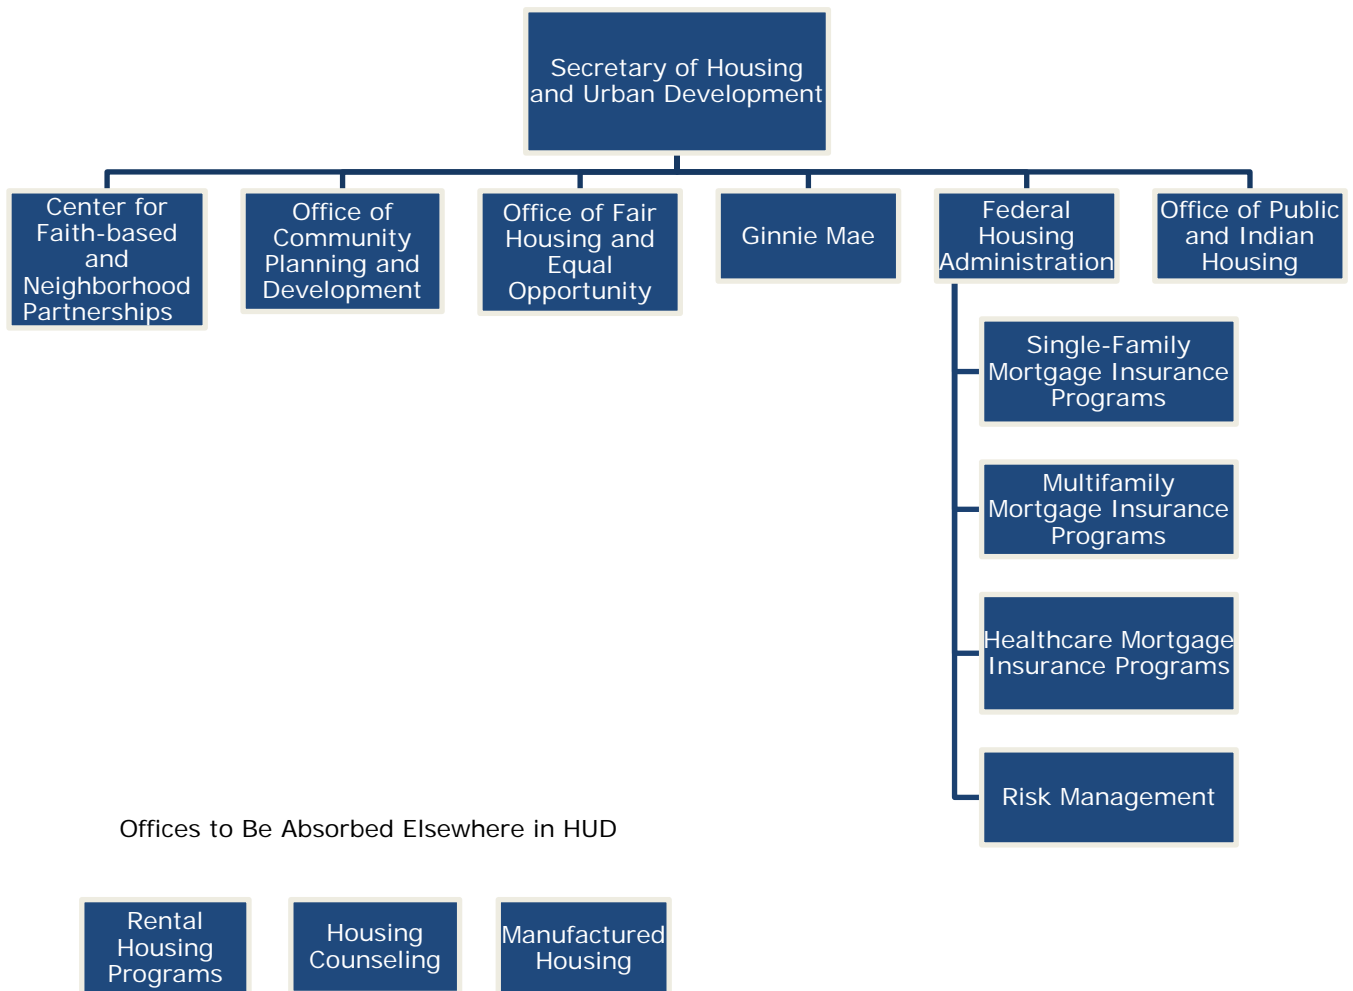 Secretary of Housing
and Urban Development
Center for
Faith-based
and
Neighborhood
Partnerships
Office of
Community
Planning and
Development
Office of Fair
Housing and
Equal
Opportunity
Ginnie Mae
Federal
Housing
Administration
Office of Public
and Indian
Housing
Single-Family
Mortgage Insurance
Programs
Multifamily
Mortgage Insurance
Programs
Healthcare Mortgage
Insurance Programs
Risk Management
Offices to Be Absorbed Elsewhere in HUD
Rental
Housing
Programs
Housing
Counseling
Manufactured
Housing